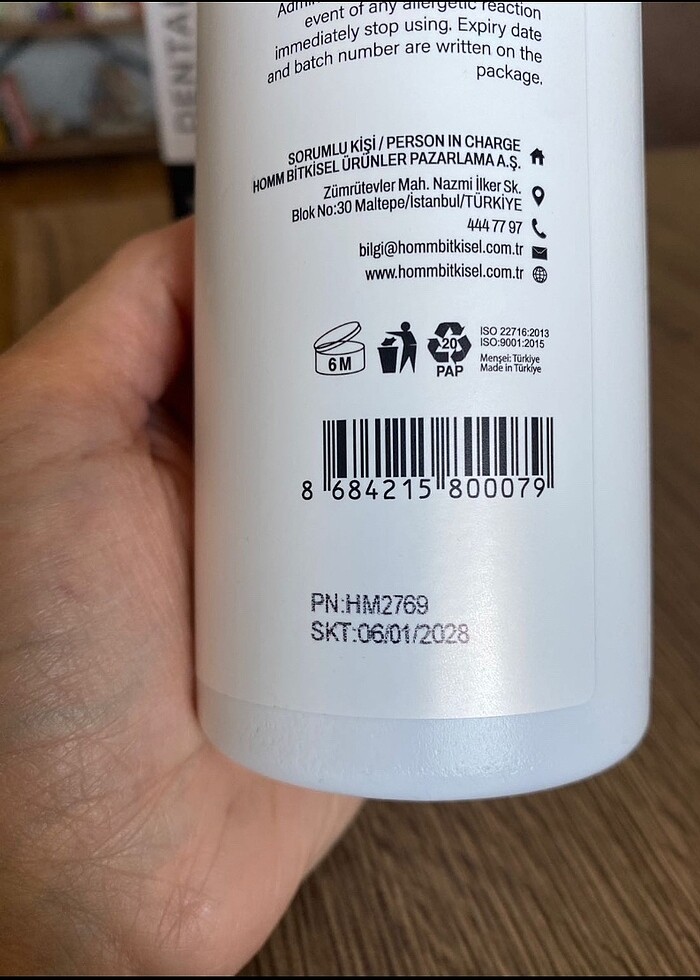 DENTAL
event of any allergetic reaction
immediately stop using. Expiry date
and batch number are written on the
package.
SORUMLU KİŞİ / PERSON IN CHARGE
HOMM BİTKİSEL ÜRÜNLER PAZARLAMA A.Ş.
Zümrütevler Mah. Nazmi İlker Sk.
Blok No:30 Maltepe/İstanbul/TÜRKİYE
444 77 97
bilgi@hommbitkisel.com.tr
www.hommbitkisel.com.tr
6M
20
PAP
ISO 22716:2013
ISO:9001:2015
Menşei: Türkiye
Made in Türkiye
8 684215 800079
PN:HM2769
SKT:06/01/2028